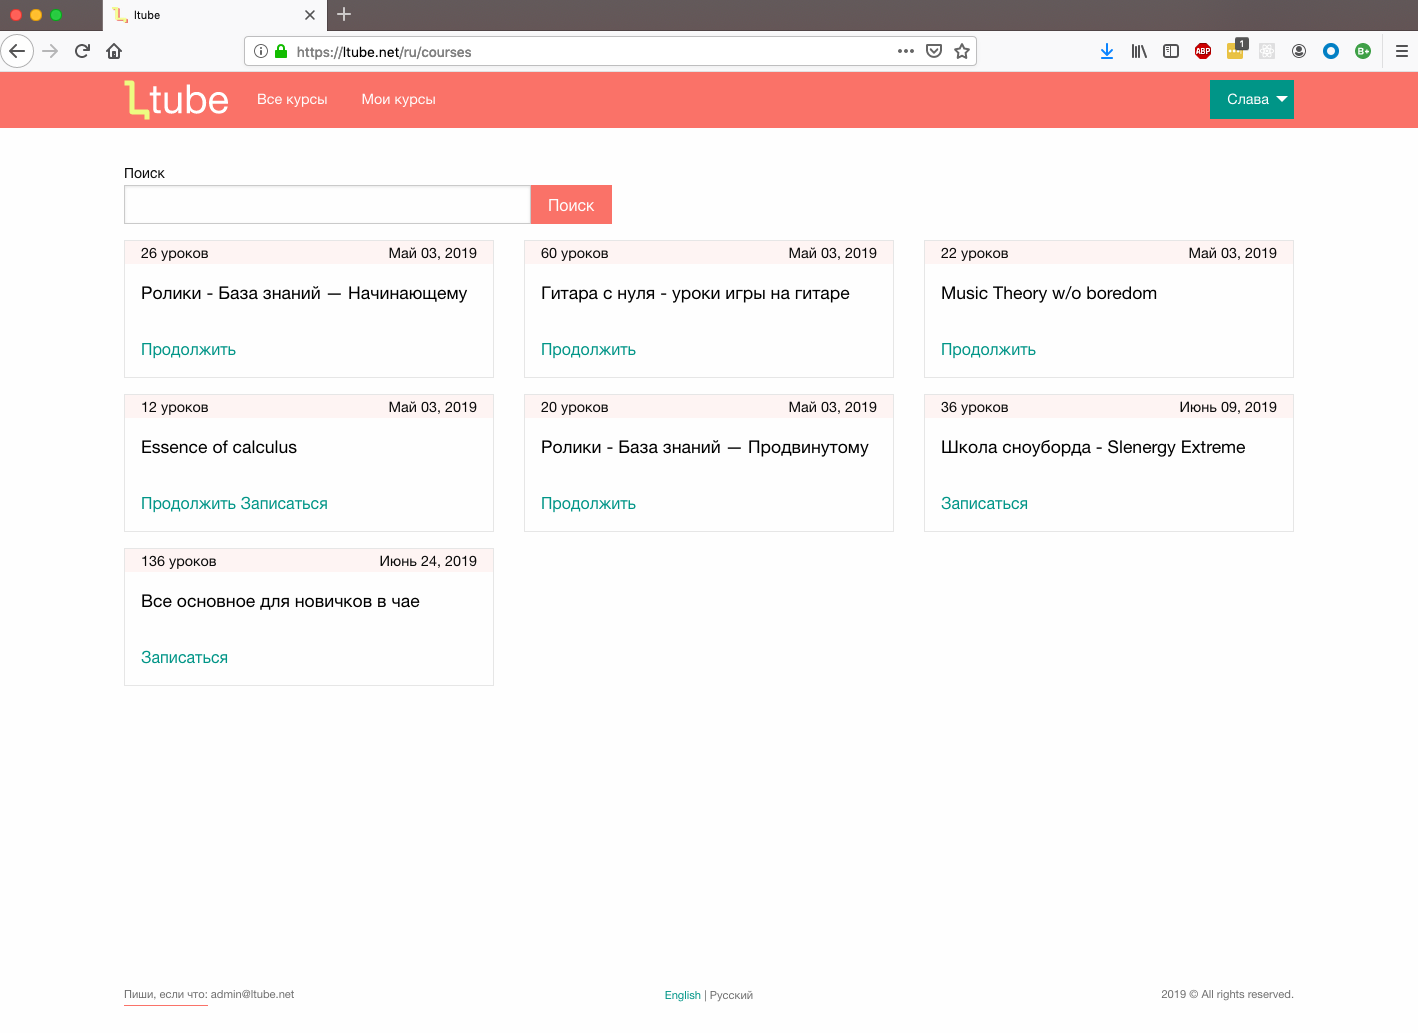 ltube
https://ltube.net/ru/courses
ABP
1
B+
Ltube Все курсы Мои курсы Слава
Поиск
Поиск
26 уроков Май 03, 2019
Ролики - База знаний — Начинающему
Продолжить
60 уроков Май 03, 2019
Гитара с нуля - уроки игры на гитаре
Продолжить
22 уроков Май 03, 2019
Music Theory w/o boredom
Продолжить
12 уроков Май 03, 2019
Essence of calculus
Продолжить Записаться
20 уроков Май 03, 2019
Ролики - База знаний — Продвинутому
Продолжить
36 уроков Июнь 09, 2019
Школа сноуборда - Slenergy Extreme
Записаться
136 уроков Июнь 24, 2019
Все основное для новичков в чае
Записаться
Пиши, если что: admin@ltube.net
English | Русский
2019 © All rights reserved.